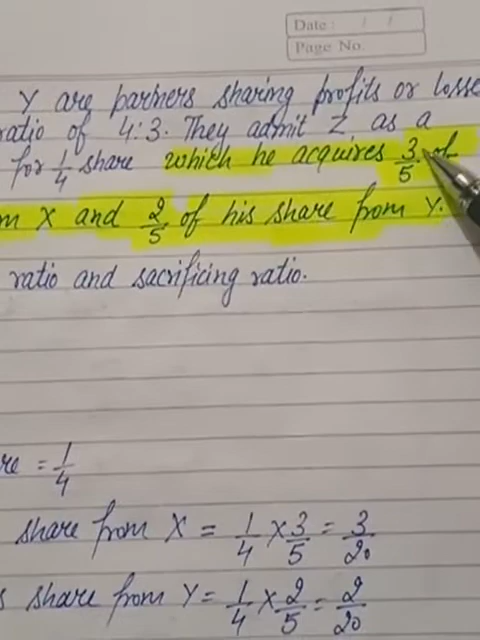 Date : / /
Page No.
Y are partners sharing profits or losse
ratio of 4:3. They admit Z as a
for 1/4 share which he acquires 3/5 of
m X and 2/5 of his share from Y.
ratio and sacrificing ratio.
re = 1/4
share from X = 1/4 × 3/5 = 3/20
s share from Y = 1/4 × 2/5 = 2/20